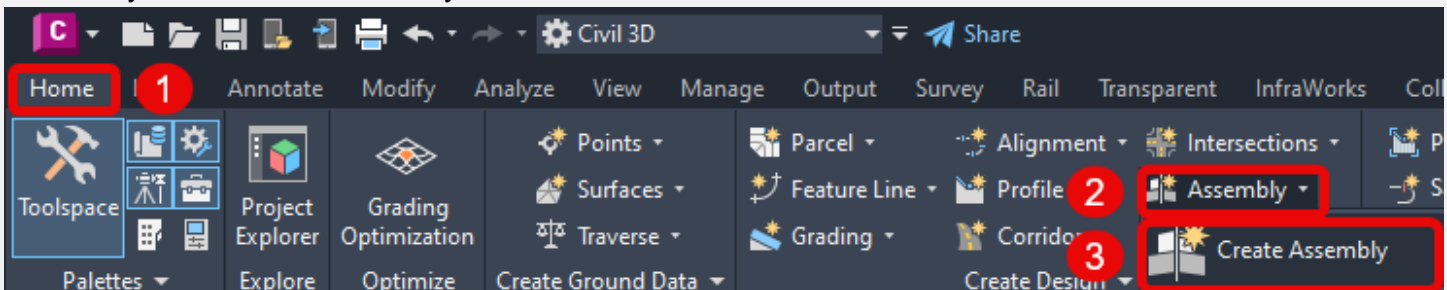 C Civil 3D Share
Home 1 Annotate Modify Analyze View Manage Output Survey Rail Transparent InfraWorks Coll
Points Parcel Alignment Intersections P
Surfaces Feature Line Profile 2 Assembly S
Toolspace Project Explorer Grading Optimization Traverse Grading 3 Create Assembly
Palettes Explore Optimize Create Ground Data Create Design